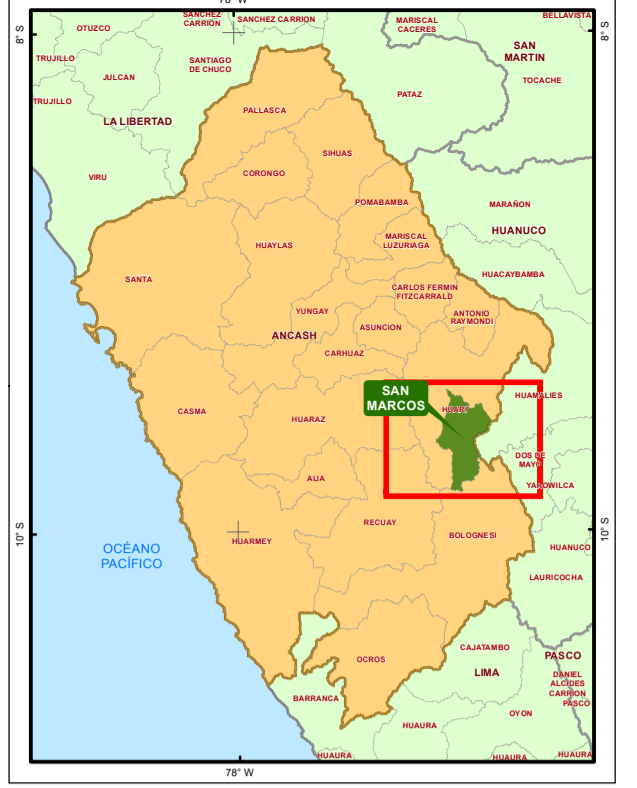 78° W
SANCHEZ
CARRIÓN
SANCHEZ CARRION
MARISCAL
CACERES
BELLAVISTA
8° S
8° S
OTUZCO
SAN
MARTIN
TRUJILLO
SANTIAGO
DE CHUCO
JULCAN
TOCACHE
PATAZ
TRUJILLO
PALLASCA
LA LIBERTAD
SIHUAS
CORONGO
VIRU
POMABAMBA
MARAÑON
HUANUCO
MARISCAL
LUZURIAGA
HUAYLAS
HUACAYBAMBA
SANTA
CARLOS FERMIN
FITZCARRALD
YUNGAY
ANTONIO
RAYMONDI
ASUNCION
ANCASH
CARHUAZ
SAN
MARCOS
HUAMALIES
HUARI
CASMA
HUARAZ
DOS DE
MAYO
AIJA
YAROWILCA
RECUAY
10° S
10° S
BOLOGNESI
HUARMEY
OCÉANO
PACÍFICO
HUANUCO
LAURICOCHA
CAJATAMBO
PASCO
OCROS
LIMA
DANIEL
ALCIDES
CARRION
PASCO
BARRANCA
OYON
HUAURA
HUAURA
HUAURA
HUAURA
78° W